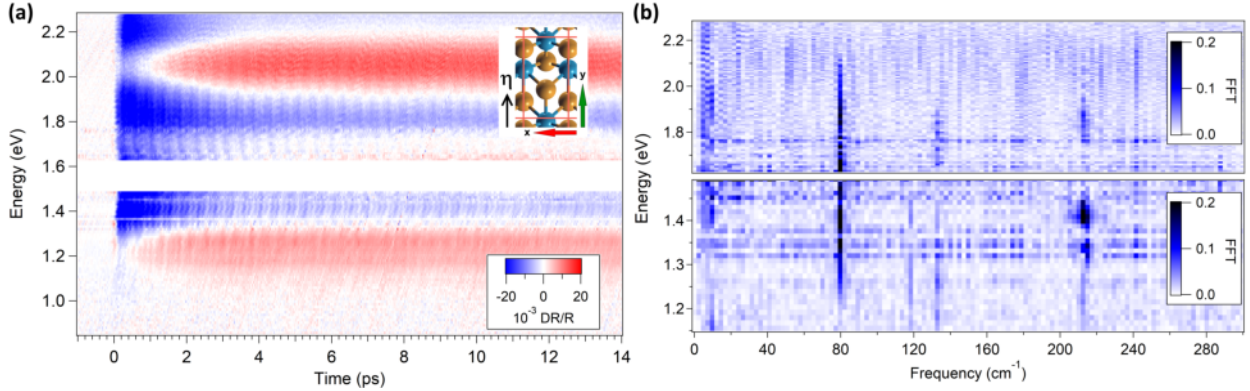 (a)
Energy (eV)
2.2
2.0
1.8
1.6
1.4
1.2
1.0
η
y
x
-20 0 20
10⁻³ DR/R
0 2 4 6 8 10 12 14
Time (ps)
(b)
Energy (eV)
2.2
2.0
1.8
1.4
1.3
1.2
0.2
0.1
0.0
FFT
0.2
0.1
0.0
FFT
0 40 80 120 160 200 240 280
Frequency (cm⁻¹)